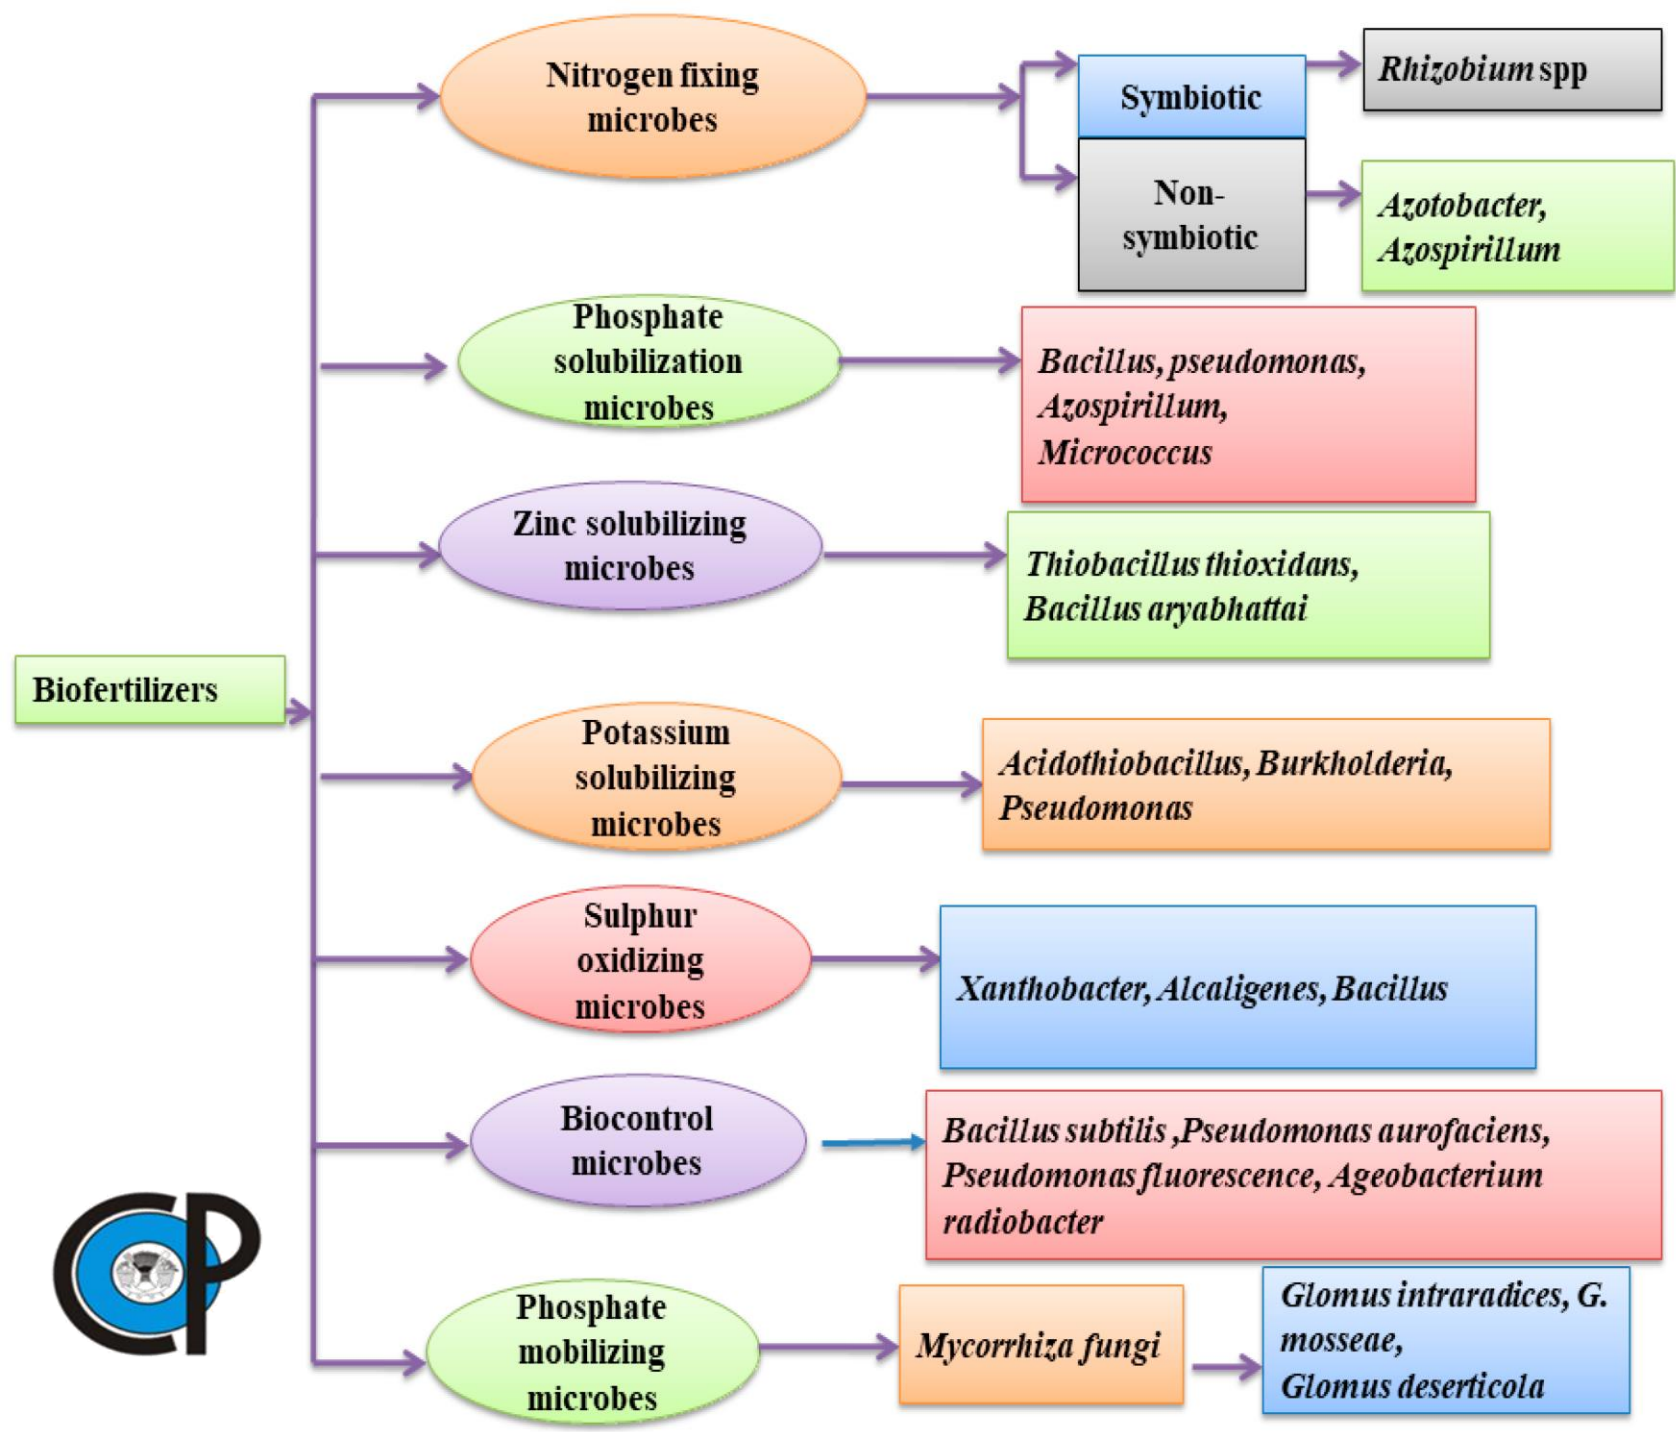 Nitrogen fixing
microbes
Symbiotic
Rhizobium spp
Non-
symbiotic
Azotobacter,
Azospirillum
Phosphate
solubilization
microbes
Bacillus, pseudomonas,
Azospirillum,
Micrococcus
Zinc solubilizing
microbes
Thiobacillus thioxidans,
Bacillus aryabhattai
Biofertilizers
Potassium
solubilizing
microbes
Acidothiobacillus, Burkholderia,
Pseudomonas
Sulphur
oxidizing
microbes
Xanthobacter, Alcaligenes, Bacillus
Biocontrol
microbes
Bacillus subtilis ,Pseudomonas aurofaciens,
Pseudomonas fluorescence, Ageobacterium
radiobacter
CP
Phosphate
mobilizing
microbes
Mycorrhiza fungi
Glomus intraradices, G.
mosseae,
Glomus deserticola